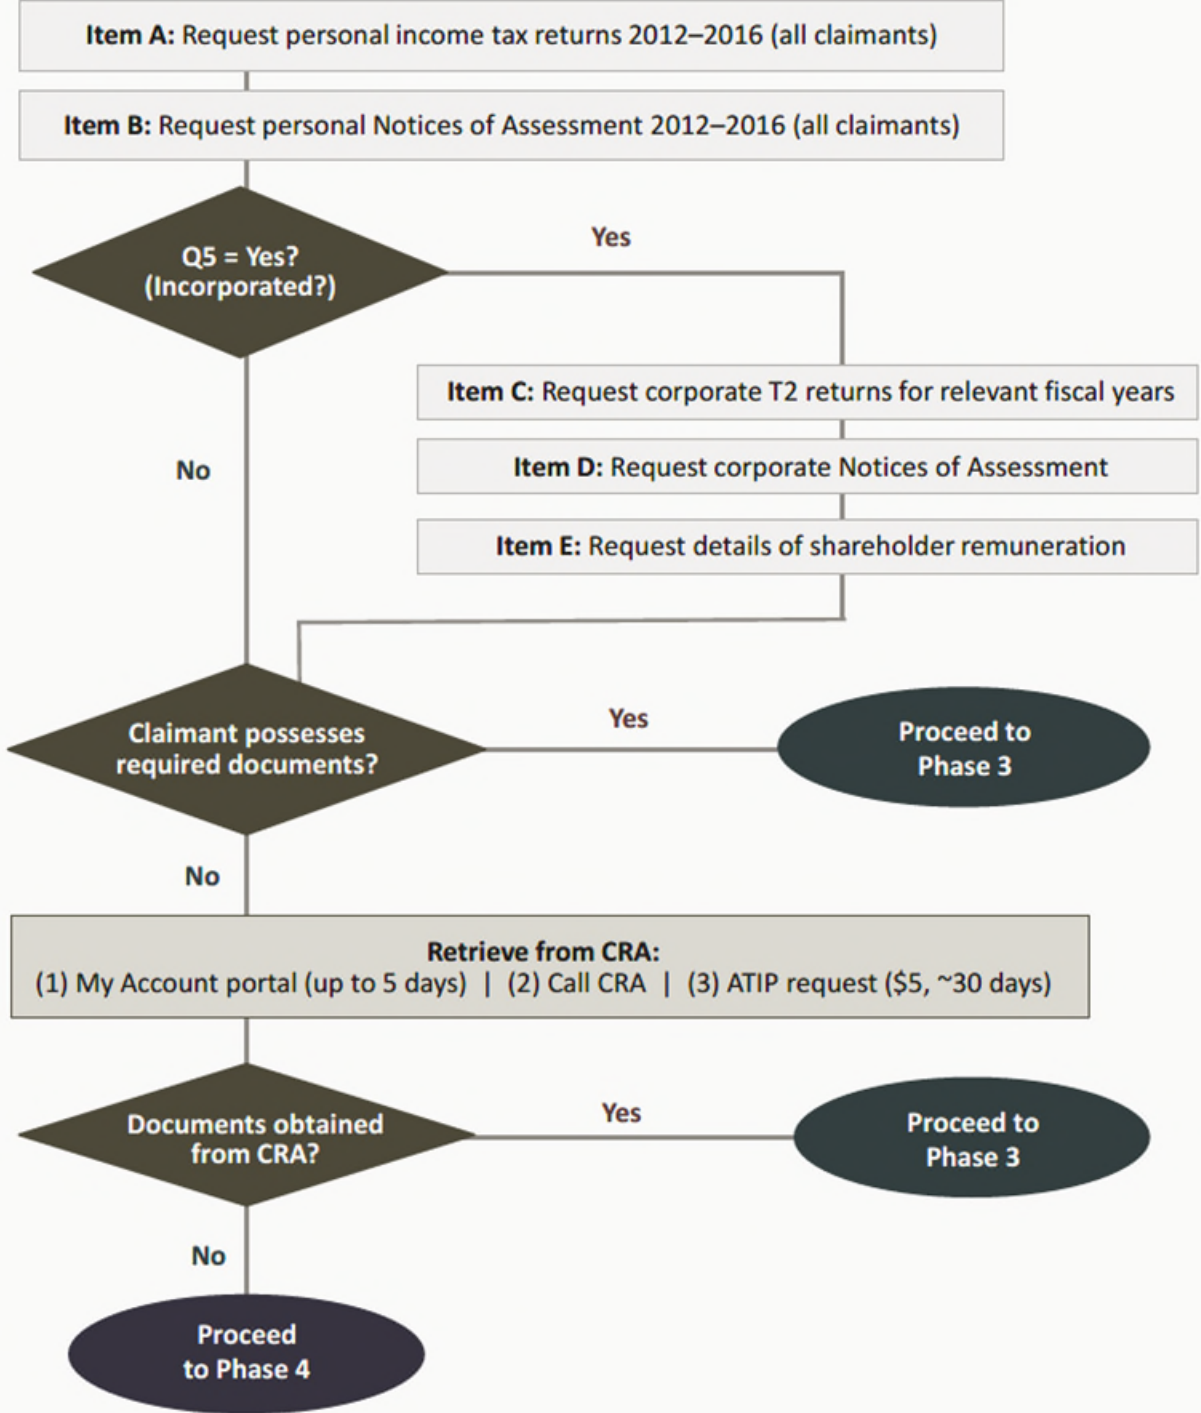 Item A: Request personal income tax returns 2012–2016 (all claimants)
Item B: Request personal Notices of Assessment 2012–2016 (all claimants)
Q5 = Yes?
(Incorporated?)
Yes
Item C: Request corporate T2 returns for relevant fiscal years
Item D: Request corporate Notices of Assessment
No
Item E: Request details of shareholder remuneration
Claimant possesses
required documents?
Yes
Proceed to
Phase 3
No
Retrieve from CRA:
(1) My Account portal (up to 5 days) | (2) Call CRA | (3) ATIP request ($5, ~30 days)
Documents obtained
from CRA?
Yes
Proceed to
Phase 3
No
Proceed
to Phase 4